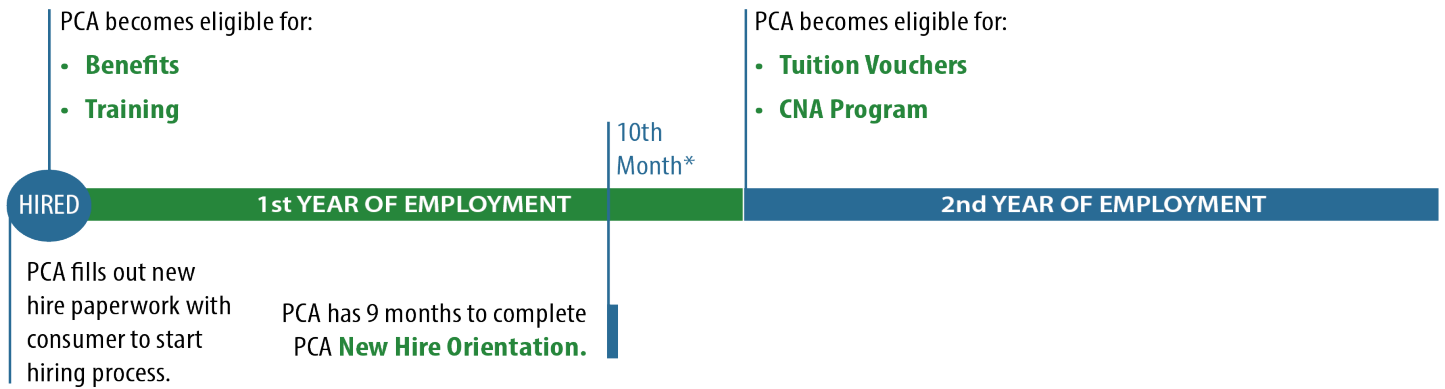 PCA becomes eligible for:
• Benefits
• Training
PCA becomes eligible for:
• Tuition Vouchers
• CNA Program
10th
Month*
HIRED
1st YEAR OF EMPLOYMENT
2nd YEAR OF EMPLOYMENT
PCA fills out new
hire paperwork with
consumer to start
hiring process.
PCA has 9 months to complete
PCA New Hire Orientation.